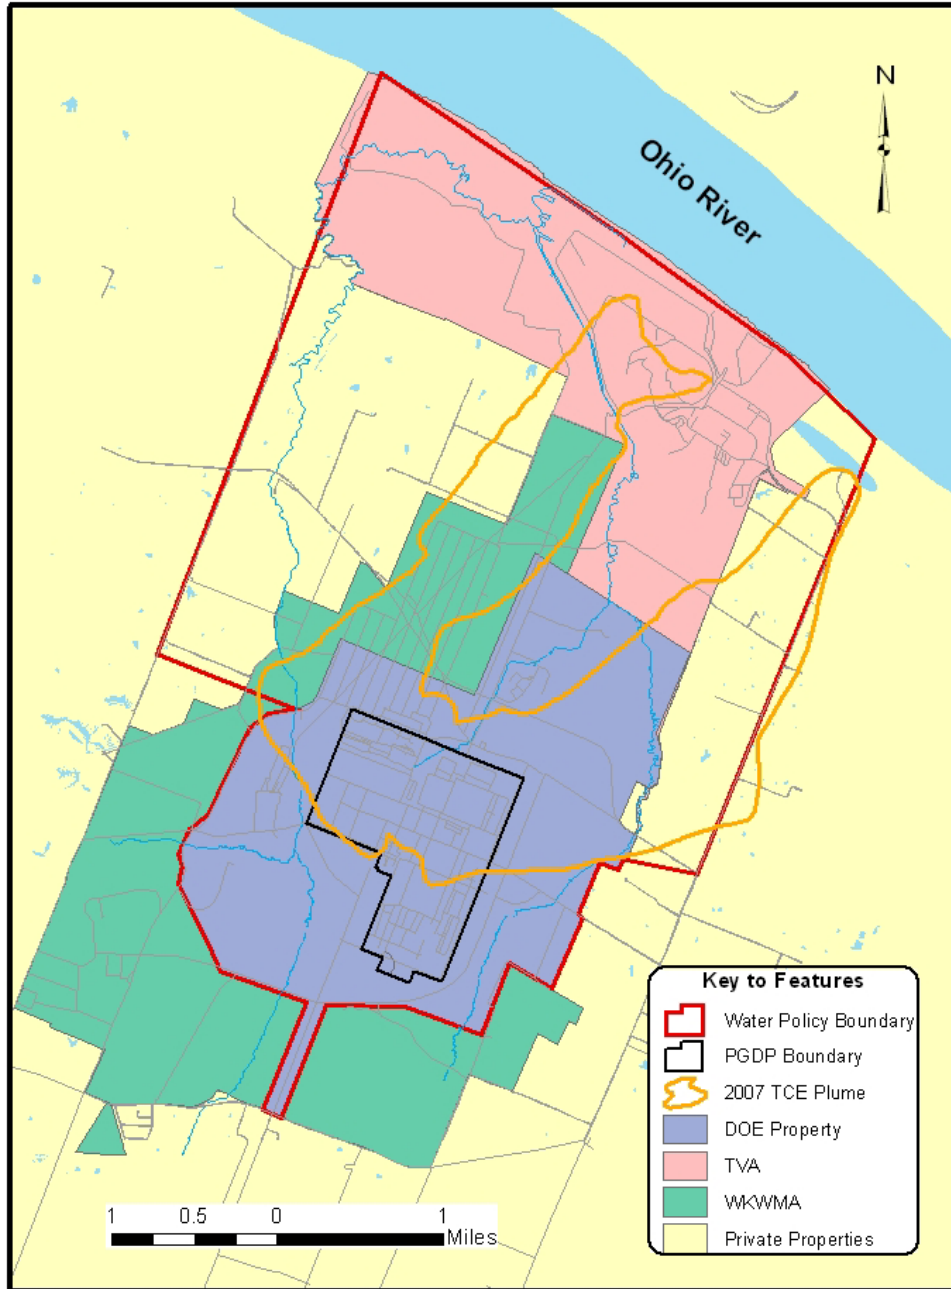 N
Ohio River
Key to Features
Water Policy Boundary
PGDP Boundary
2007 TCE Plume
DOE Property
TVA
WKWMA
Private Properties
1 0.5 0 1
Miles